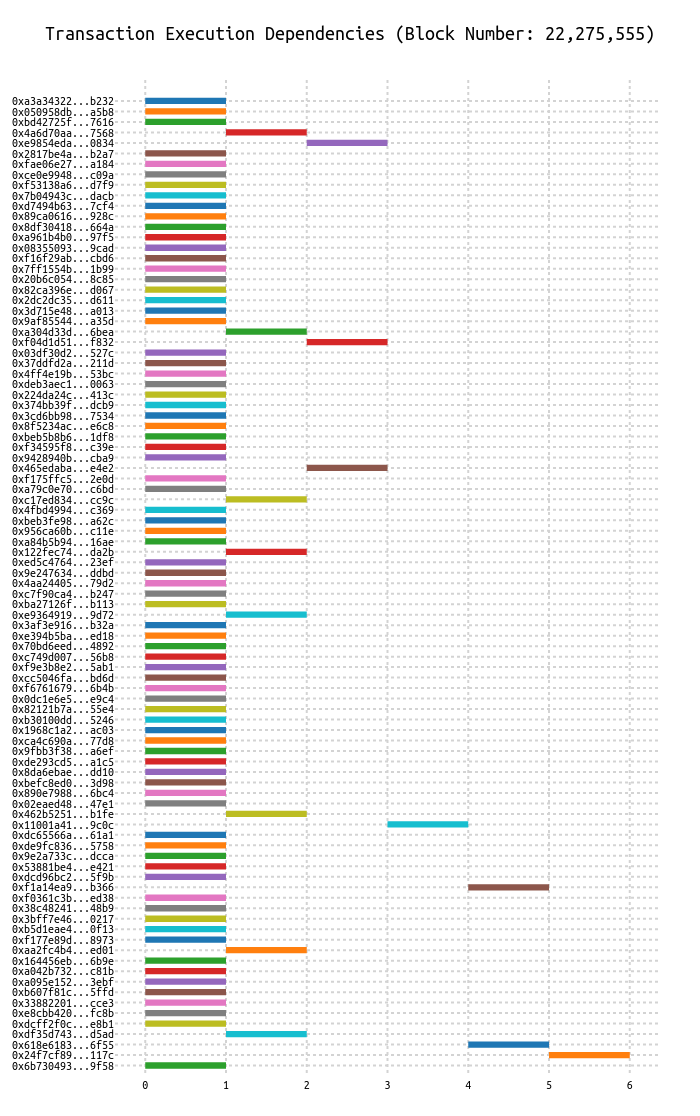 Transaction Execution Dependencies (Block Number: 22,275,555)
0xa3a34322...b232
0x050958db...a5b8
0xbd42725f...7616
0x4a6d70aa...7568
0xe9854eda...0834
0x2817be4a...b2a7
0xfae06e27...a184
0xce0e9948...c09a
0xf53138a6...d7f9
0x7b04943c...dacb
0xd7494b63...7cf4
0x89ca0616...928c
0x8df30418...664a
0xa961b4b0...97f5
0x08355093...9cad
0xf16f29ab...cbd6
0x7ff1554b...1b99
0x20b6c054...8c85
0x82ca396e...d067
0x2dc2dc35...d611
0x3d715e48...a013
0x9af85544...a35d
0xa304d33d...6bea
0xf04d1d51...f832
0x03df30d2...527c
0x37ddfd2a...211d
0x4ff4e19b...53bc
0xdeb3aec1...0063
0x224da24c...413c
0x374bb39f...dcb9
0x3cd6bb98...7534
0x8f5234ac...e6c8
0xbeb5b8b6...1df8
0xf34595f8...c39e
0x9428940b...cba9
0x465edaba...e4e2
0xf175ffc5...2e0d
0xa79c0e70...c6bd
0xc17ed834...cc9c
0x4fbd4994...c369
0xbeb3fe98...a62c
0x956ca60b...c11e
0xa84b5b94...16ae
0x122fec74...da2b
0xed5c4764...23ef
0x9e247634...ddbd
0x4aa24405...79d2
0xc7f90ca4...b247
0xba27126f...b113
0xe9364919...9d72
0x3af3e916...b32a
0xe394b5ba...ed18
0x70bd6eed...4892
0xc749d007...56b8
0xf9e3b8e2...5ab1
0xcc5046fa...bd6d
0xf6761679...6b4b
0x0dc1e6e5...e9c4
0x82121b7a...55e4
0xb30100dd...5246
0x1968c1a2...ac03
0xca4c690a...77d8
0x9fbb3f38...a6ef
0xde293cd5...a1c5
0x8da6ebae...dd10
0xbefc8ed0...3d98
0x890e7988...6bc4
0x02eaed48...47e1
0x462b5251...b1fe
0x11001a41...9c0c
0xdc65566a...61a1
0xde9fc836...5758
0x9e2a733c...dcca
0x53881be4...e421
0xdcd96bc2...5f9b
0xf1a14ea9...b366
0xf0361c3b...ed38
0x38c48241...48b9
0x3bff7e46...0217
0xb5d1eae4...0f13
0xf177e89d...8973
0xaa2fc4b4...ed01
0x164456eb...6b9e
0xa042b732...c81b
0xa095e152...3ebf
0xb607f81c...5ffd
0x33882201...cce3
0xe8cbb420...fc8b
0xdcff2f0c...e8b1
0xdf35d743...d5ad
0x618e6183...6f55
0x24f7cf89...117c
0x6b730493...9f58
0 1 2 3 4 5 6